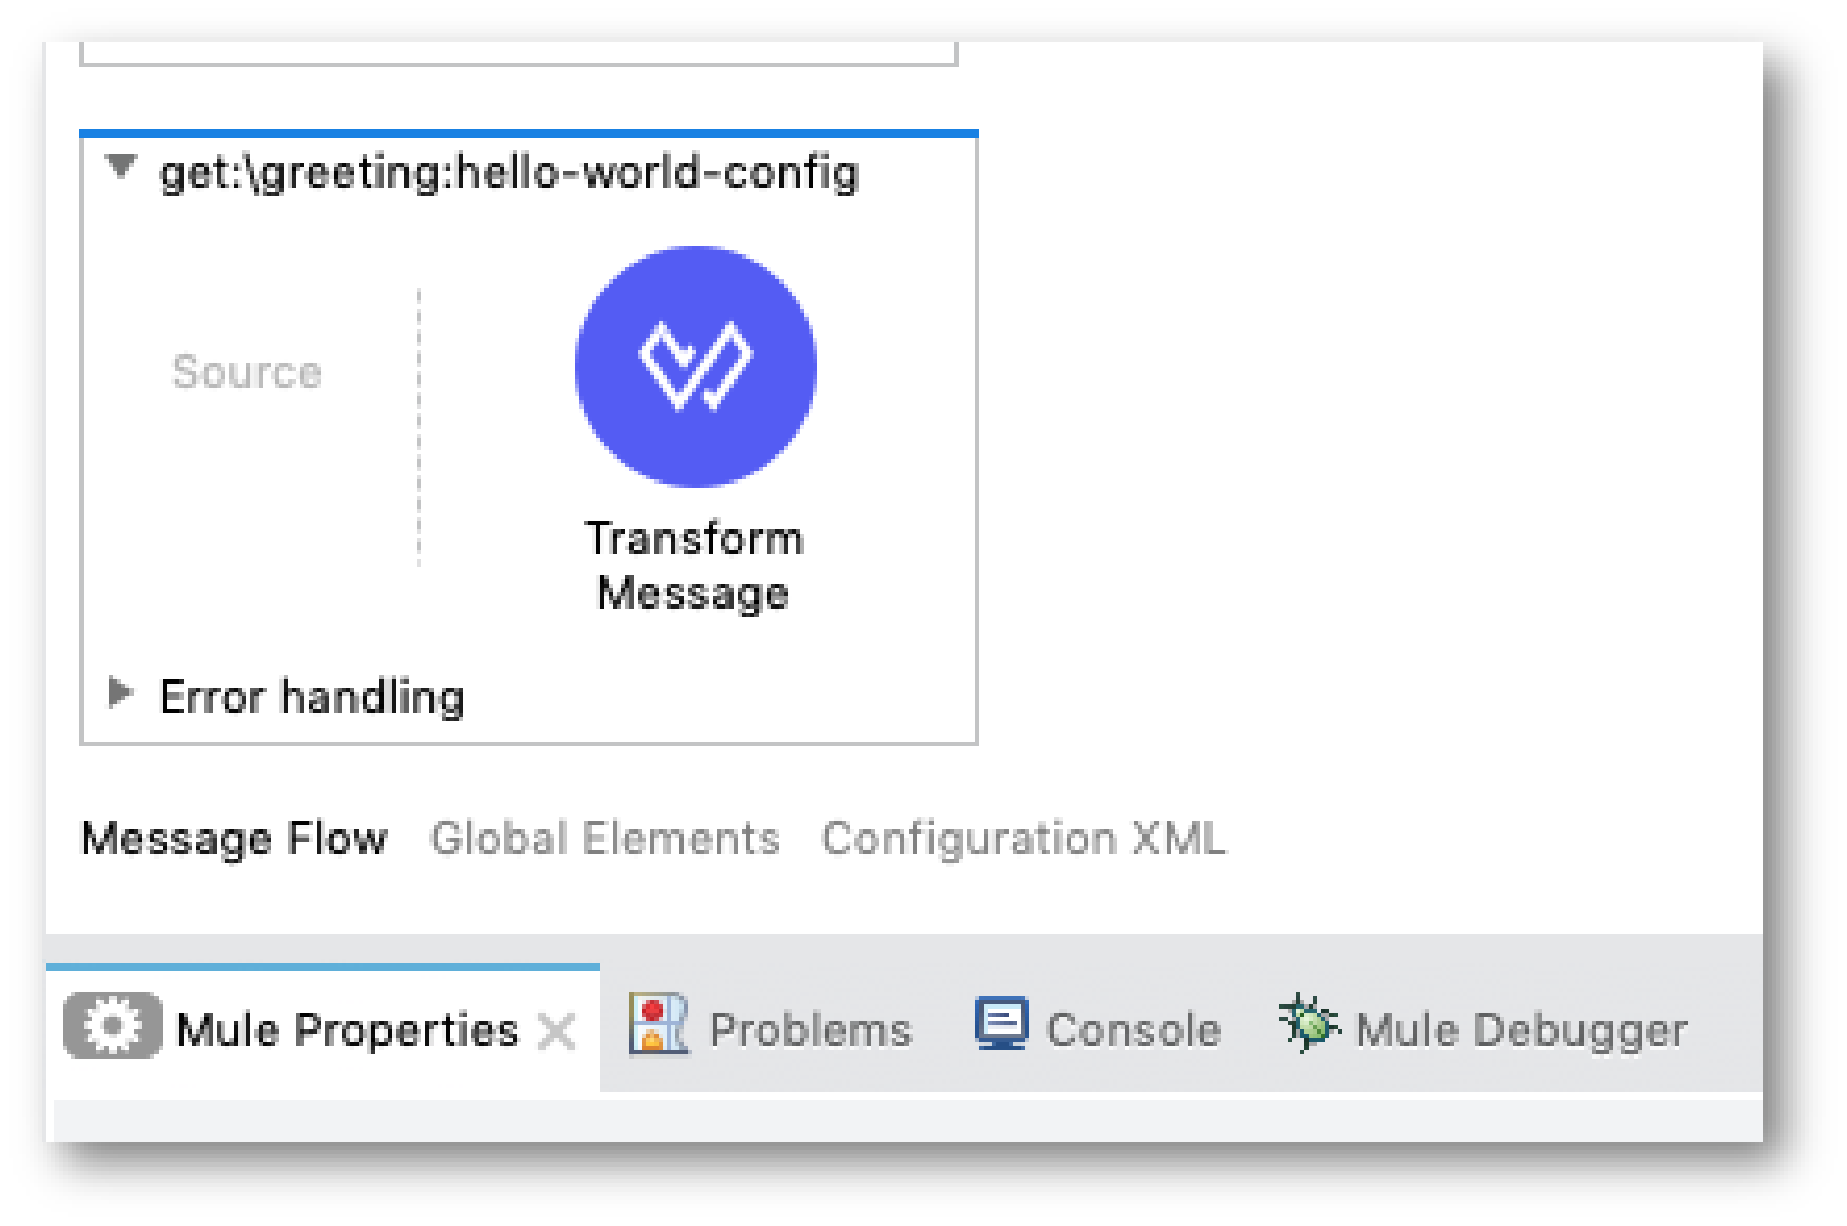 get:\greeting:hello-world-config
Source
Transform
Message
Error handling
Message Flow Global Elements Configuration XML
Mule Properties Problems Console Mule Debugger